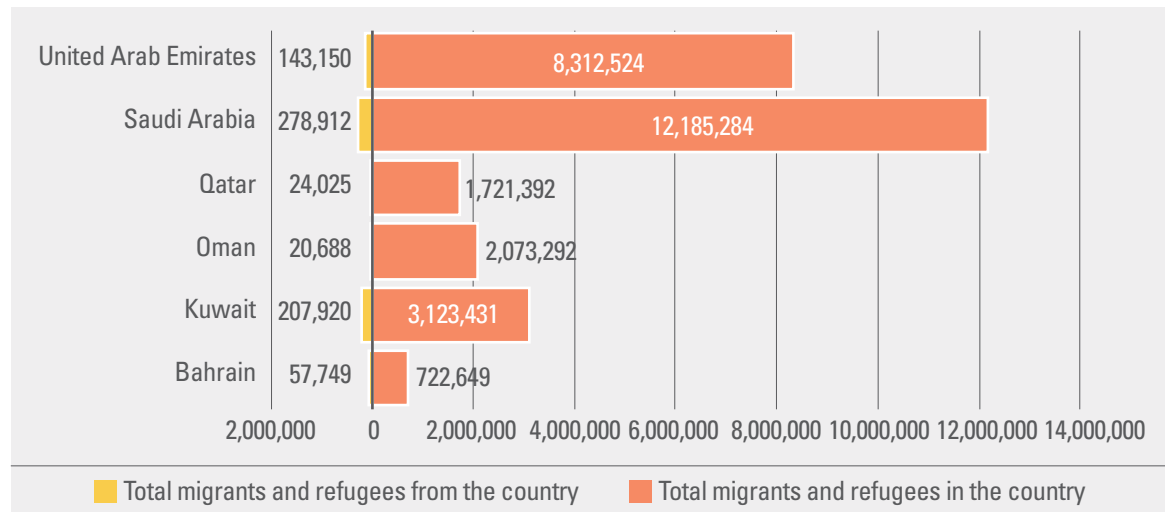 United Arab Emirates 143,150 8,312,524
Saudi Arabia 278,912 12,185,284
Qatar 24,025 1,721,392
Oman 20,688 2,073,292
Kuwait 207,920 3,123,431
Bahrain 57,749 722,649
2,000,000 0 2,000,000 4,000,000 6,000,000 8,000,000 10,000,000 12,000,000 14,000,000
Total migrants and refugees from the country Total migrants and refugees in the country